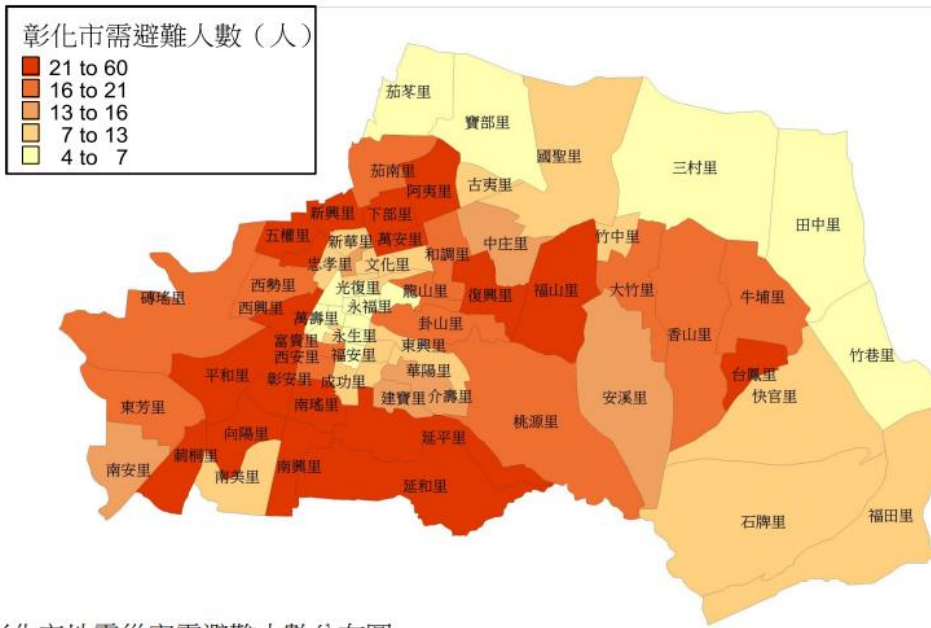 彰化市需避難人數（人）
21 to 60
16 to 21
13 to 16
7 to 13
4 to 7
茄苳里
寶部里
國聖里
三村里
田中里
茄南里
阿夷里
古夷里
新興里
下部里
五權里
新華里
萬安里
中庄里
竹中里
忠孝里
文化里
和調里
西勢里
光復里
龍山里
復興里
福山里
大竹里
牛埔里
磚瑤里
西興里
萬壽里
永福里
卦山里
香山里
富貴里
永生里
東興里
竹巷里
西安里
福安里
華陽里
台鳳里
平和里
彰安里
成功里
快官里
東芳里
南瑤里
建寶里
介壽里
安溪里
桃源里
向陽里
延平里
南安里
莿桐里
南美里
南興里
延和里
石牌里
福田里